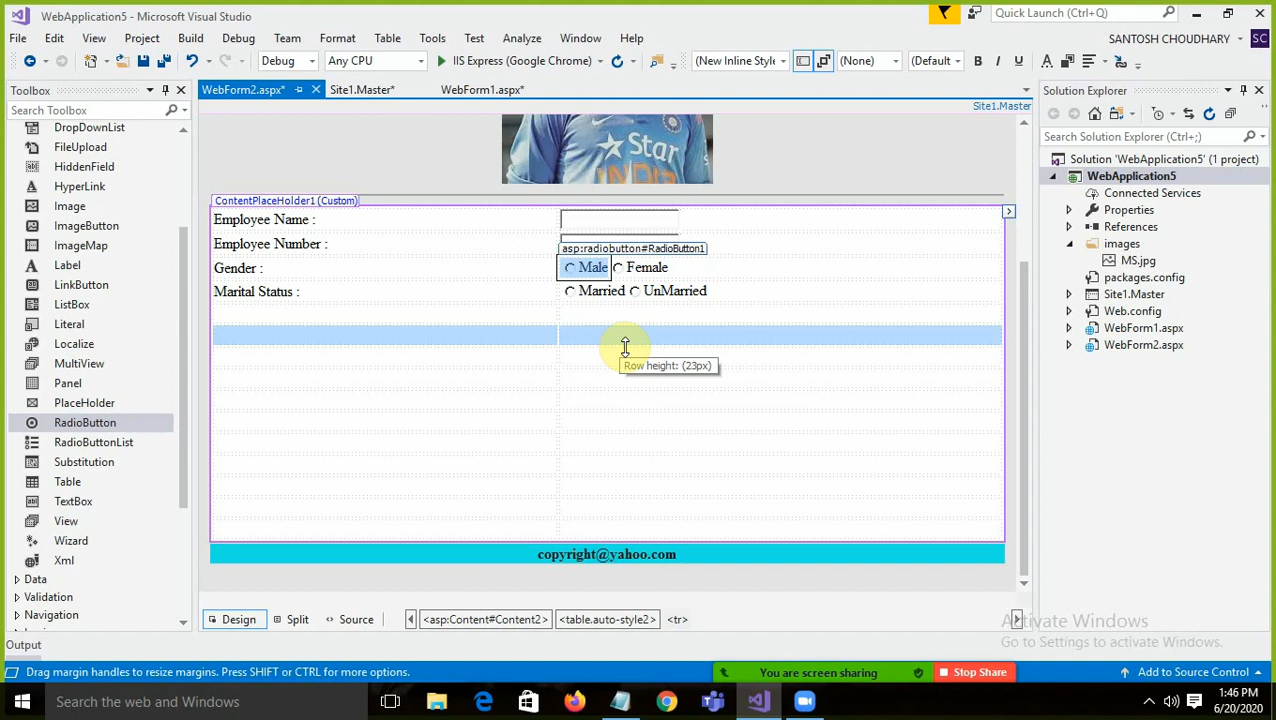 WebApplication5 - Microsoft Visual Studio
Quick Launch (Ctrl+Q)
File Edit View Project Build Debug Team Format Table Tools Test Analyze Window Help
SANTOSH CHOUDHARY SC
Debug Any CPU IIS Express (Google Chrome) (New Inline Style (None) (Default B I U A
Toolbox
WebForm2.aspx* Site1.Master* WebForm1.aspx*
Solution Explorer
Search Toolbox
Site1.Master
Search Solution Explorer (Ctrl+;)
DropDownList
FileUpload
HiddenField
HyperLink
Image
ImageButton
ImageMap
Label
LinkButton
ListBox
Literal
Localize
MultiView
Panel
PlaceHolder
RadioButton
RadioButtonList
Substitution
Table
TextBox
View
Wizard
Xml
Data
Validation
Navigation
Output
Star
INDIA
ContentPlaceHolder1 (Custom)
Employee Name :
Employee Number :
asp:radiobutton#RadioButton1
Gender : Male Female
Marital Status : Married UnMarried
Row height: (23px)
copyright@yahoo.com
Design Split Source <asp:Content#Content2> <table.auto-style2> <tr>
Solution 'WebApplication5' (1 project)
WebApplication5
Connected Services
Properties
References
images
MS.jpg
packages.config
Site1.Master
Web.config
WebForm1.aspx
WebForm2.aspx
Activate Windows
Go to Settings to activate Windows.
Drag margin handles to resize margins. Press SHIFT or CTRL for more options.
You are screen sharing Stop Share
Add to Source Control
Search the web and Windows
1:46 PM
6/20/2020